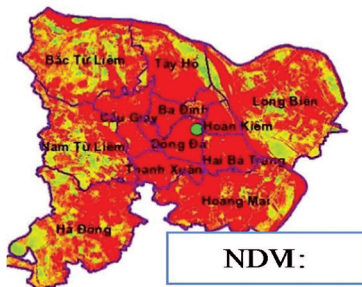 Bắc Từ Liêm
Tây Hồ
Long Biên
Ba Đình
Cầu Giấy
Hoàn Kiếm
Đống Đa
Nam Từ Liêm
Hai Bà Trưng
Thanh Xuân
Hoàng Mai
Hà Đông
NDVI: